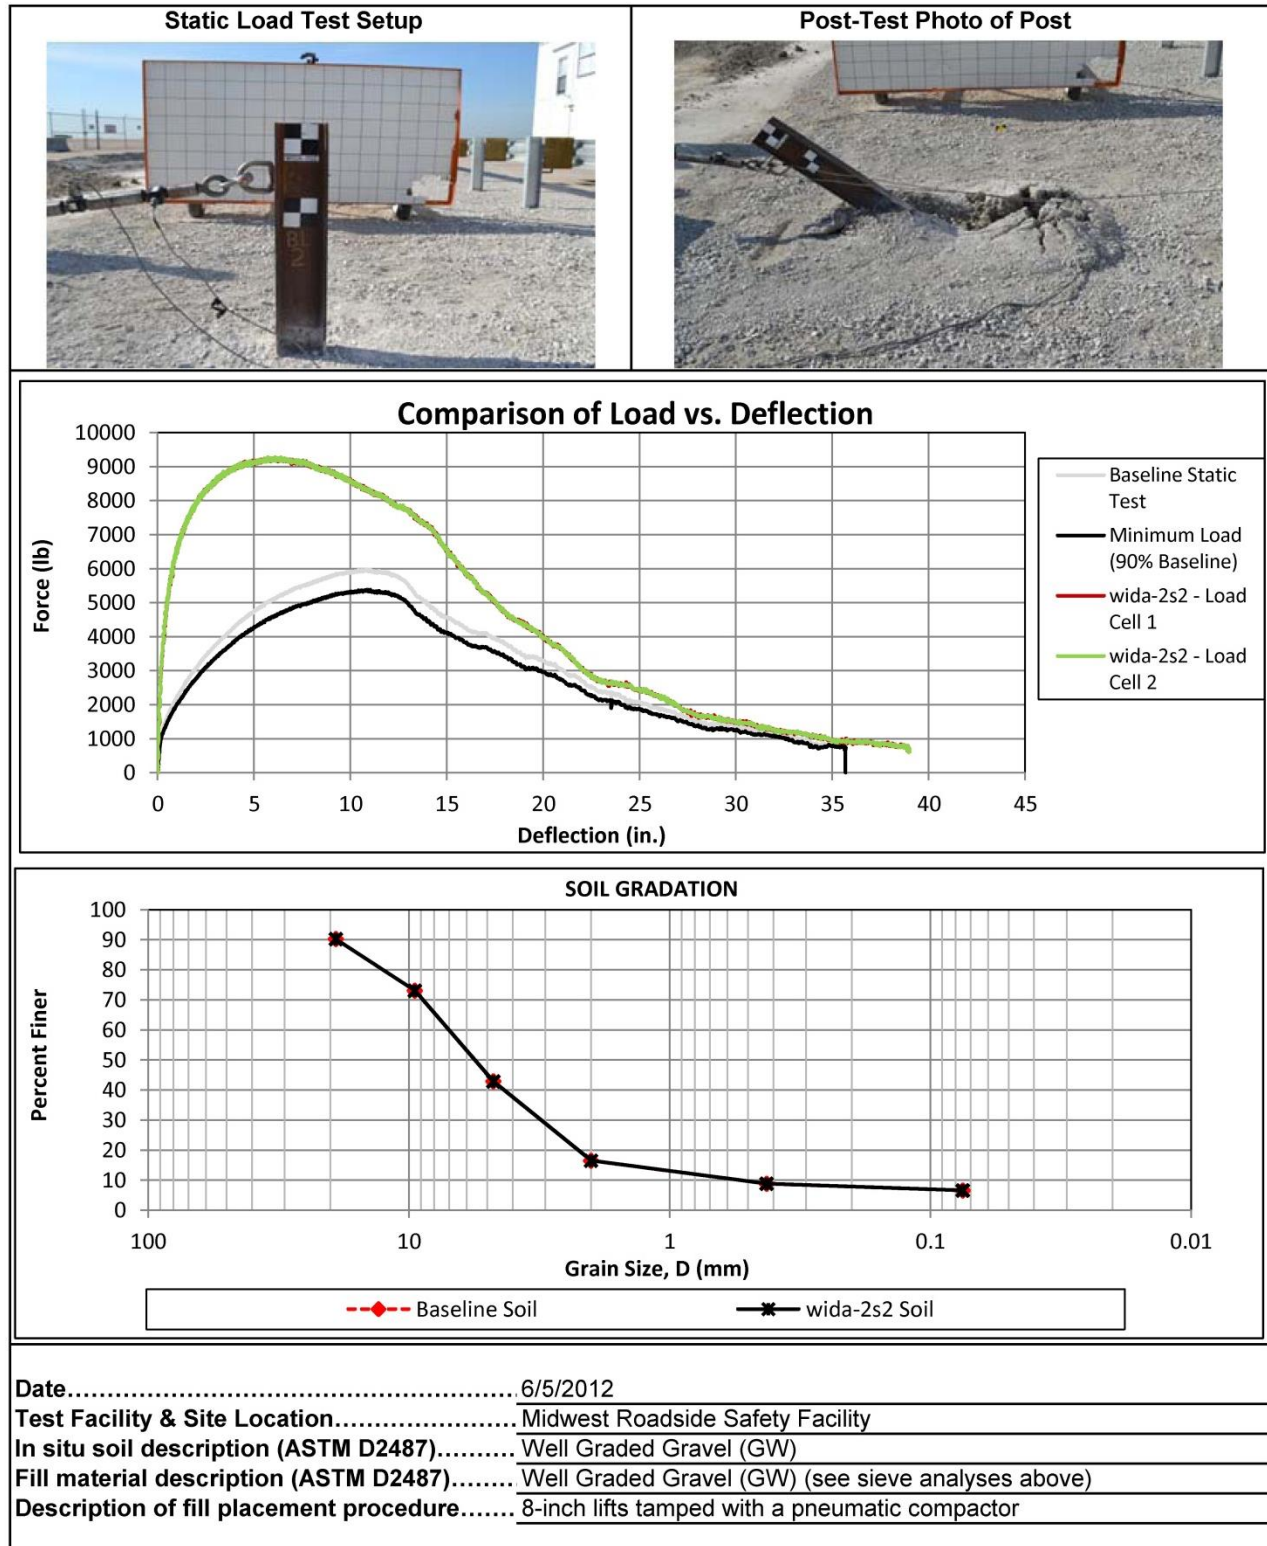 Static Load Test Setup
Post-Test Photo of Post
BL
2
Comparison of Load vs. Deflection
10000
9000
8000
7000
6000
5000
4000
3000
2000
1000
0
Force (lb)
0 5 10 15 20 25 30 35 40 45
Deflection (in.)
Baseline Static
Test
Minimum Load
(90% Baseline)
wida-2s2 - Load
Cell 1
wida-2s2 - Load
Cell 2
SOIL GRADATION
100
90
80
70
60
50
40
30
20
10
0
Percent Finer
100 10 1 0.1 0.01
Grain Size, D (mm)
Baseline Soil
wida-2s2 Soil
Date.................................................. 6/5/2012
Test Facility & Site Location..................... Midwest Roadside Safety Facility
In situ soil description (ASTM D2487).......... Well Graded Gravel (GW)
Fill material description (ASTM D2487)........ Well Graded Gravel (GW) (see sieve analyses above)
Description of fill placement procedure....... 8-inch lifts tamped with a pneumatic compactor